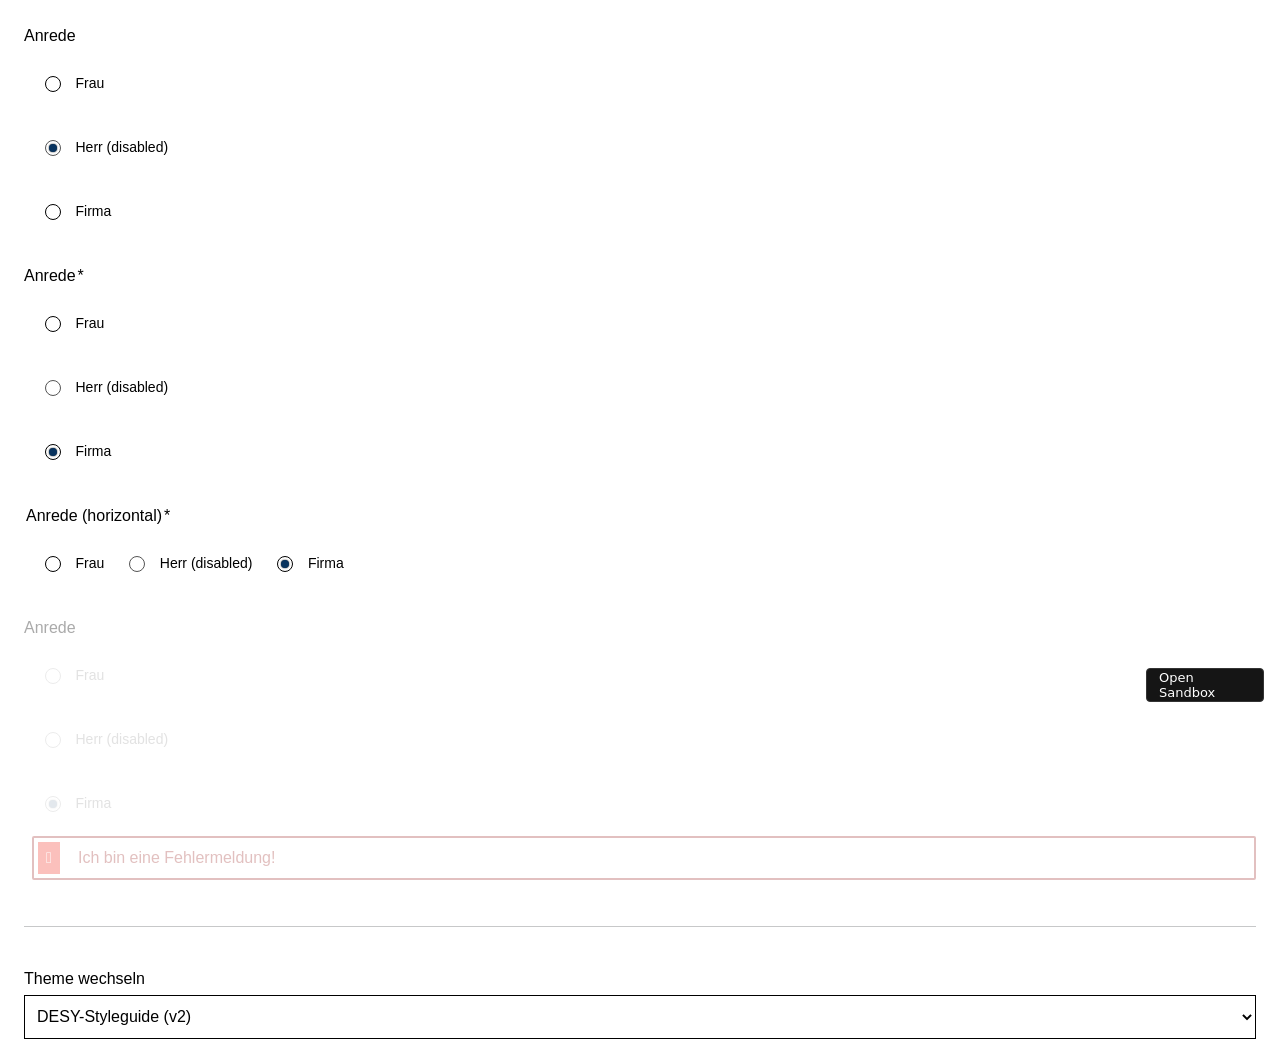 Anrede
Frau
Herr (disabled)
Firma
Anrede*
Frau
Herr (disabled)
Firma
Anrede (horizontal)*
Frau Herr (disabled) Firma
Anrede
Frau
Open
Sandbox
Herr (disabled)
Firma
Ich bin eine Fehlermeldung!
Theme wechseln
DESY-Styleguide (v2)